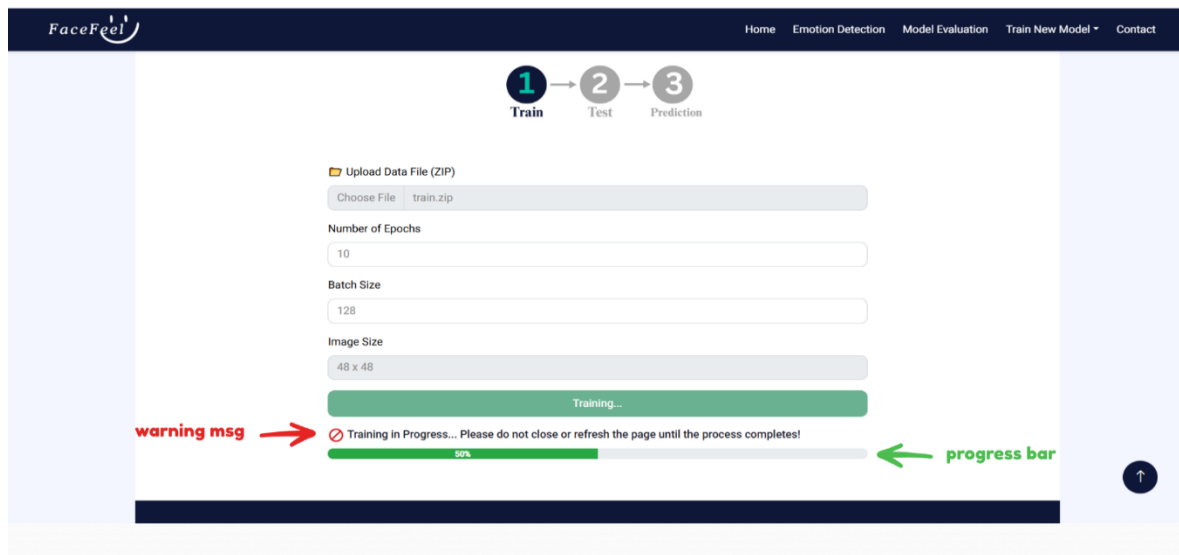 FaceFeel
Home Emotion Detection Model Evaluation Train New Model Contact
1 2 3
Train Test Prediction
Upload Data File (ZIP)
Choose File train.zip
Number of Epochs
10
Batch Size
128
Image Size
48 x 48
Training...
warning msg
Training in Progress... Please do not close or refresh the page until the process completes!
50%
progress bar